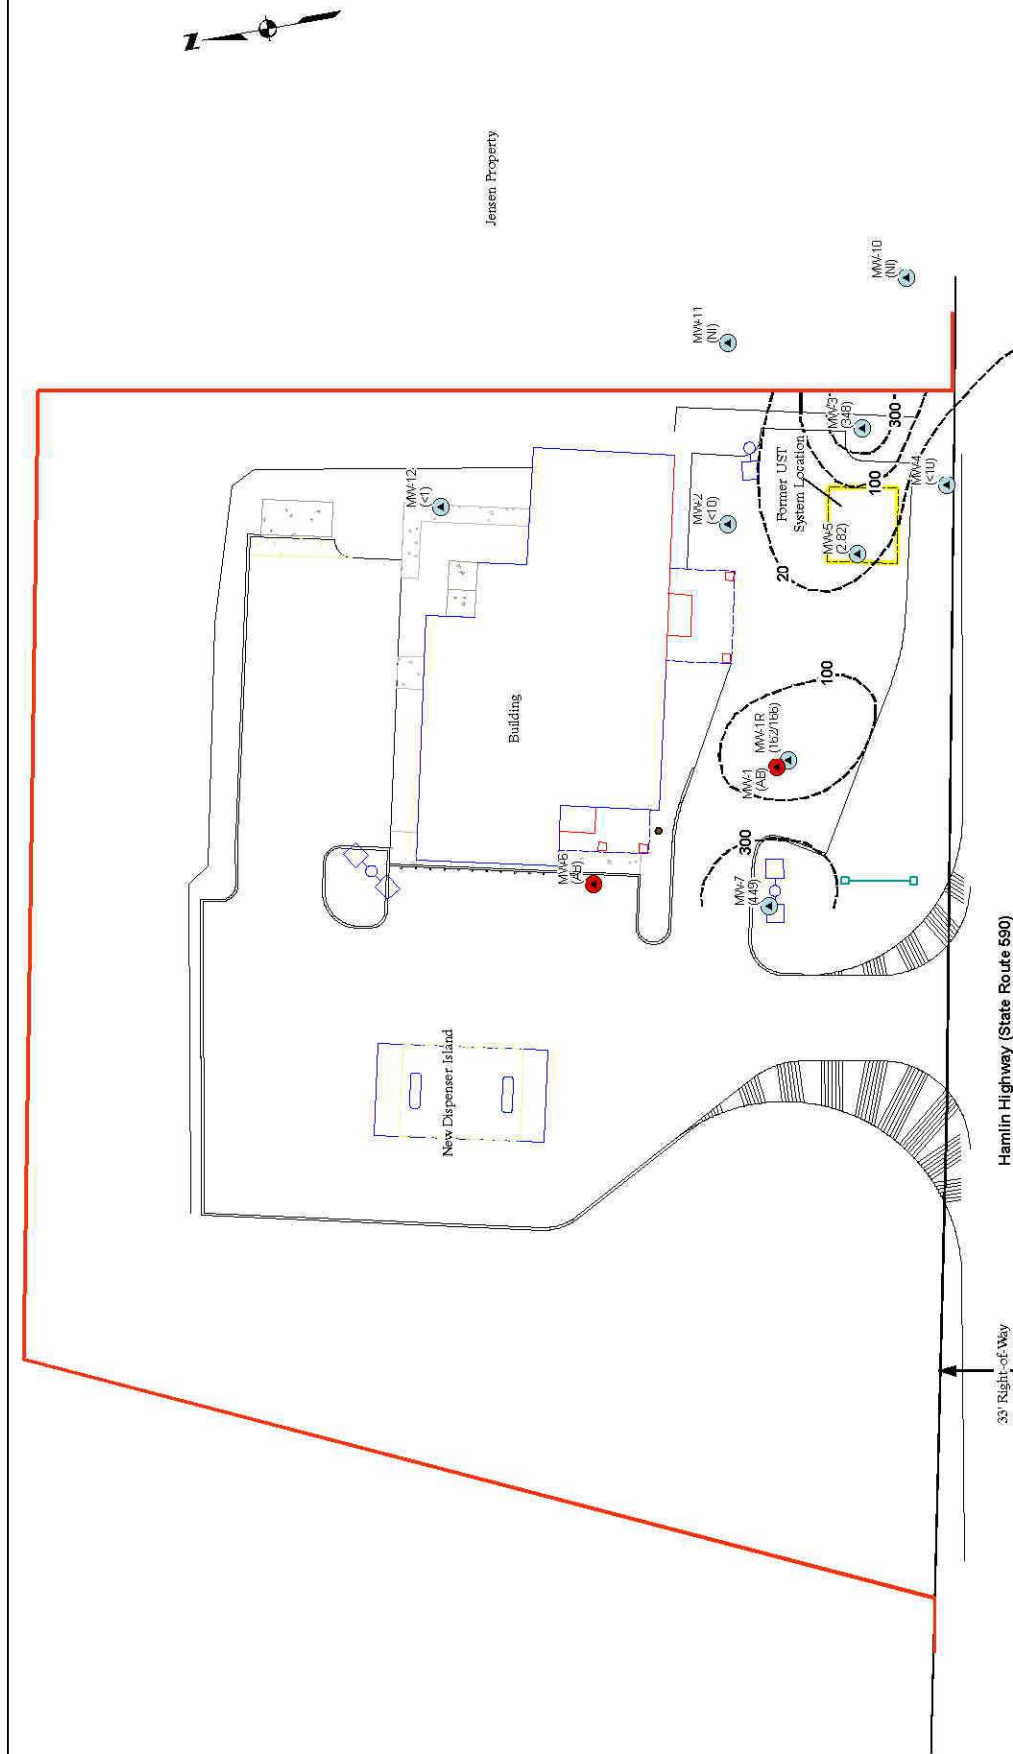 Z
Jensen Property
MW-10
(NI)
MW-11
(NI)
MW-3
(348)
300
MW-4
(<10)
100
Former UST
System Location
MW-5
(2.82)
20
MW-2
(<10)
MW-12
(<1)
Building
100
MW-1R
(162/166)
MW-1
(AB)
300
MW-7
(449)
MW-6
(AB)
New Dispenser Island
Hamlin Highway (State Route 590)
33' Right-of-Way